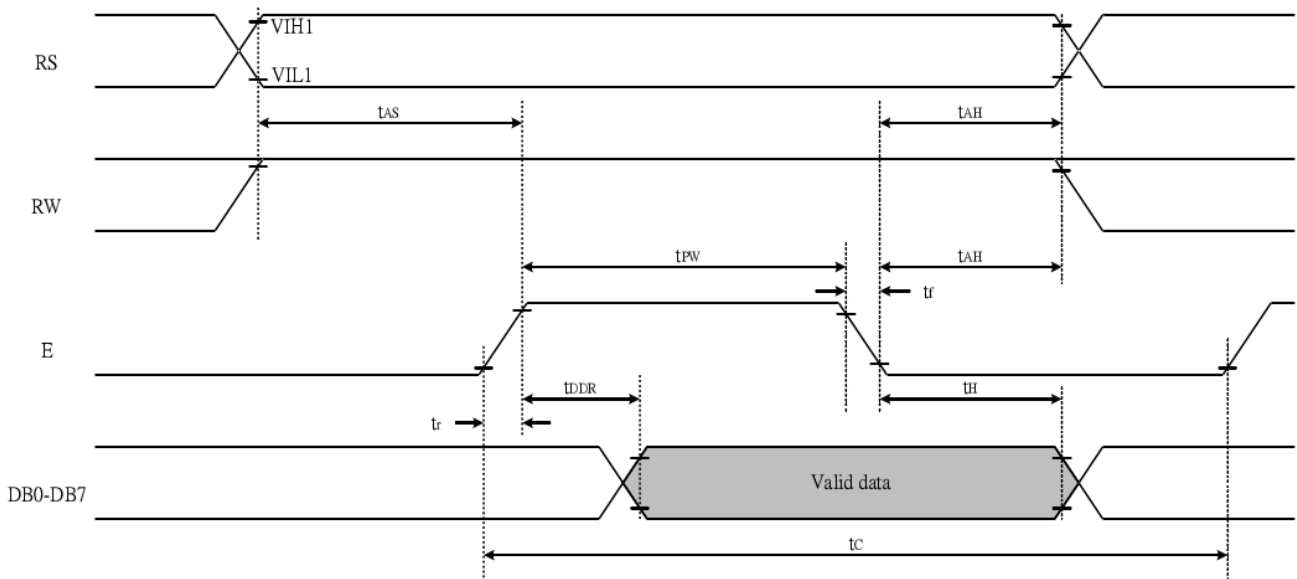 VIH1
RS
VIL1
tAS
tAH
RW
tPW
tAH
tf
E
tDDR
tH
tr
Valid data
DB0-DB7
tC